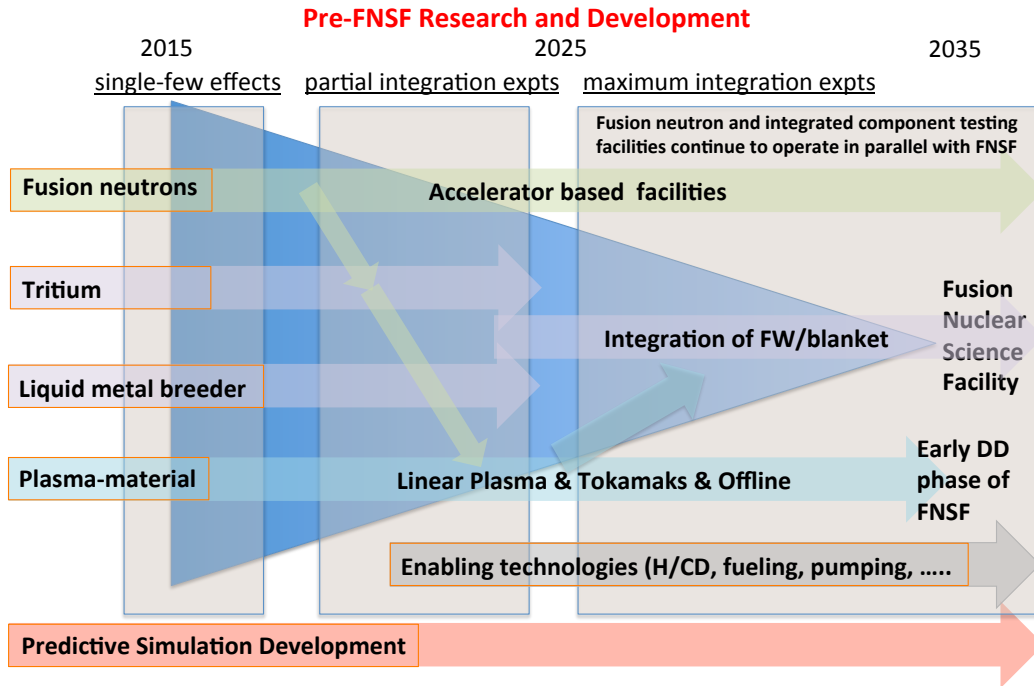 Pre-FNSF Research and Development
2015 2025 2035
single-few effects partial integration expts maximum integration expts
Fusion neutron and integrated component testing
facilities continue to operate in parallel with FNSF
Fusion neutrons
Accelerator based facilities
Tritium
Integration of FW/blanket
Fusion
Nuclear
Science
Facility
Liquid metal breeder
Plasma-material
Linear Plasma & Tokamaks & Offline
Early DD
phase of
FNSF
Enabling technologies (H/CD, fueling, pumping, …..
Predictive Simulation Development